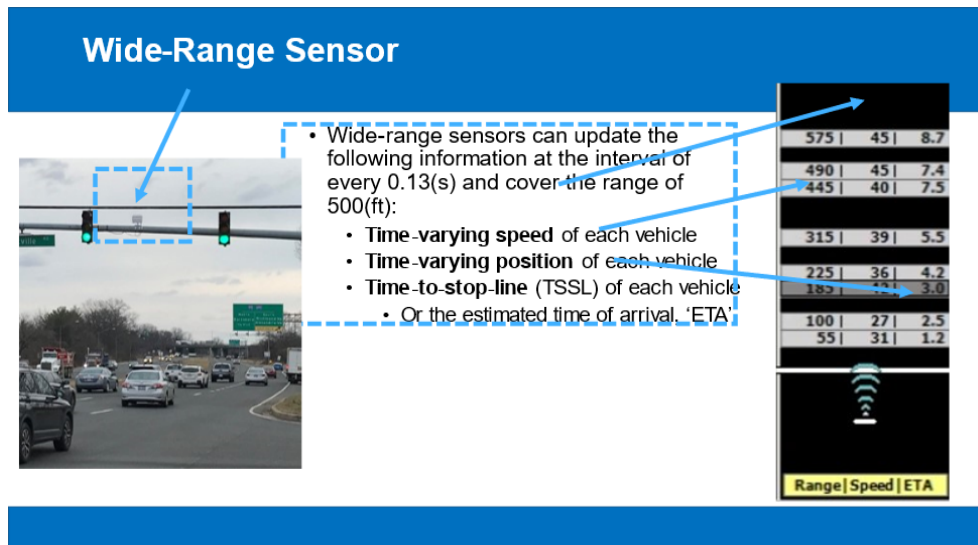 Wide-Range Sensor
• Wide-range sensors can update the
following information at the interval of
every 0.13(s) and cover the range of
500(ft):
• Time-varying speed of each vehicle
• Time-varying position of each vehicle
• Time-to-stop-line (TSSL) of each vehicle
• Or the estimated time of arrival, 'ETA'
575 | 45 | 8.7
490 | 45 | 7.4
445 | 40 | 7.5
315 | 39 | 5.5
225 | 36 | 4.2
185 | 3.0
100 | 27 | 2.5
55 | 31 | 1.2
Range | Speed | ETA
ville